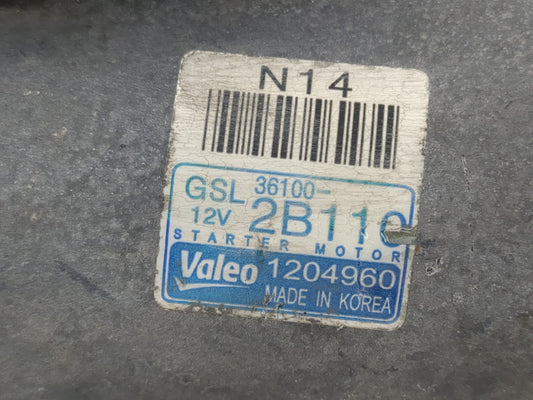 N14
GSL 36100-
12V 2B110
STARTER MOTOR
Valeo 1204960
MADE IN KOREA